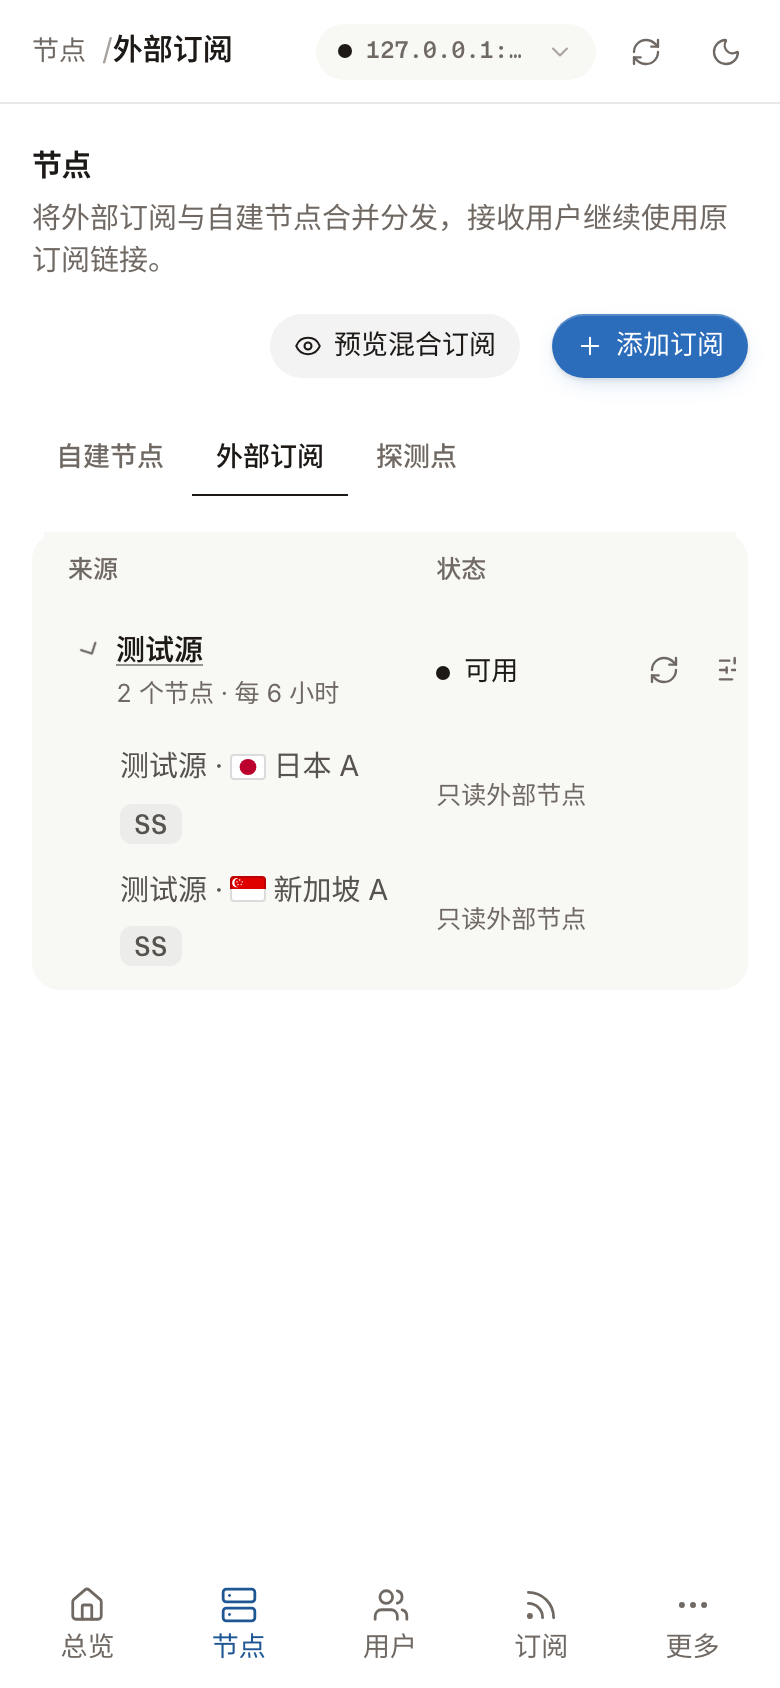 节点 /外部订阅
127.0.0.1:…
节点
将外部订阅与自建节点合并分发，接收用户继续使用原
订阅链接。
预览混合订阅
添加订阅
自建节点 外部订阅 探测点
来源 状态
测试源
2 个节点 · 每 6 小时
可用
测试源 · 🇯🇵 日本 A
SS
只读外部节点
测试源 · 🇸🇬 新加坡 A
SS
只读外部节点
总览 节点 用户 订阅 更多